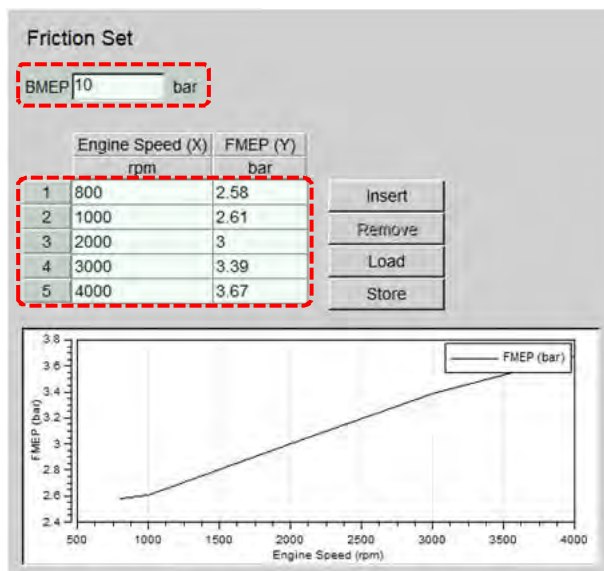 Friction Set
BMEP 10 bar
Engine Speed (X) FMEP (Y)
rpm bar
1 800 2.58
2 1000 2.61
3 2000 3
4 3000 3.39
5 4000 3.67
Insert
Remove
Load
Store
FMEP (bar)
3.8
3.6
3.4
3.2
3
2.8
2.6
2.4
FMEP (bar)
500 1000 1500 2000 2500 3000 3500 4000
Engine Speed (rpm)